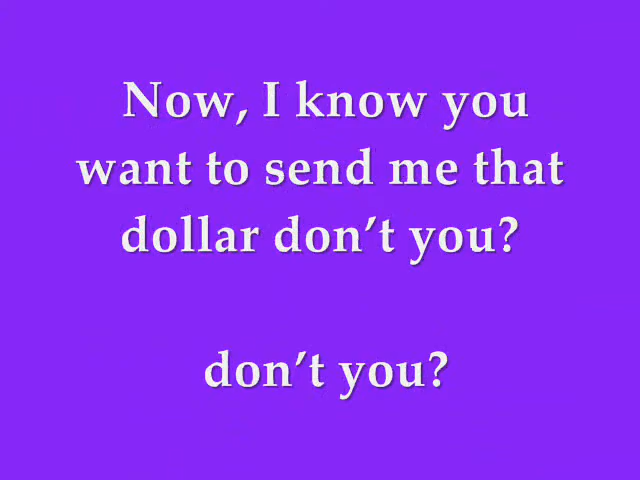 Now, I know you
want to send me that
dollar don’t you?
don’t you?